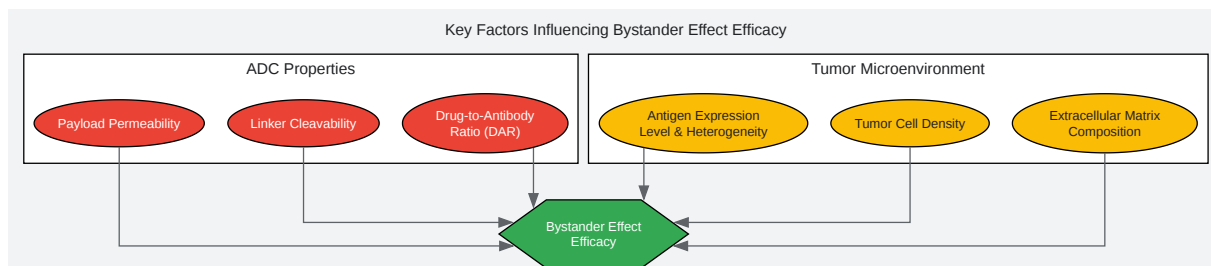 Key Factors Influencing Bystander Effect Efficacy
ADC Properties
Tumor Microenvironment
Payload Permeability
Linker Cleavability
Drug-to-Antibody
Ratio (DAR)
Antigen Expression
Level & Heterogeneity
Tumor Cell Density
Extracellular Matrix
Composition
Bystander Effect
Efficacy